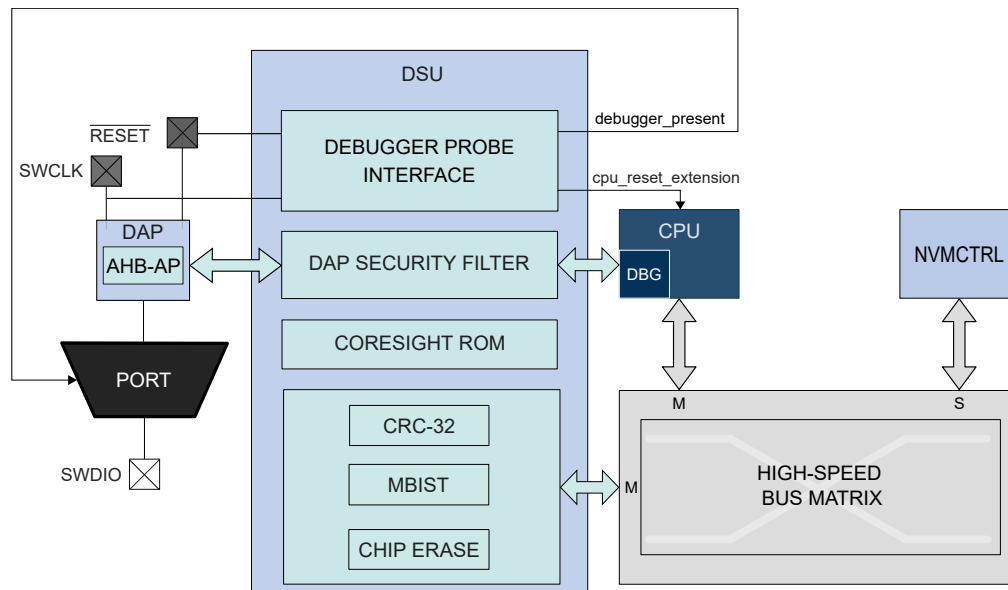 DSU
RESET
debugger_present
DEBUGGER PROBE
INTERFACE
SWCLK
cpu_reset_extension
DAP
CPU
AHB-AP
DAP SECURITY FILTER
DBG
NVMCTRL
CORESIGHT ROM
PORT
M
S
CRC-32
SWDIO
MBIST
M
HIGH-SPEED
BUS MATRIX
CHIP ERASE